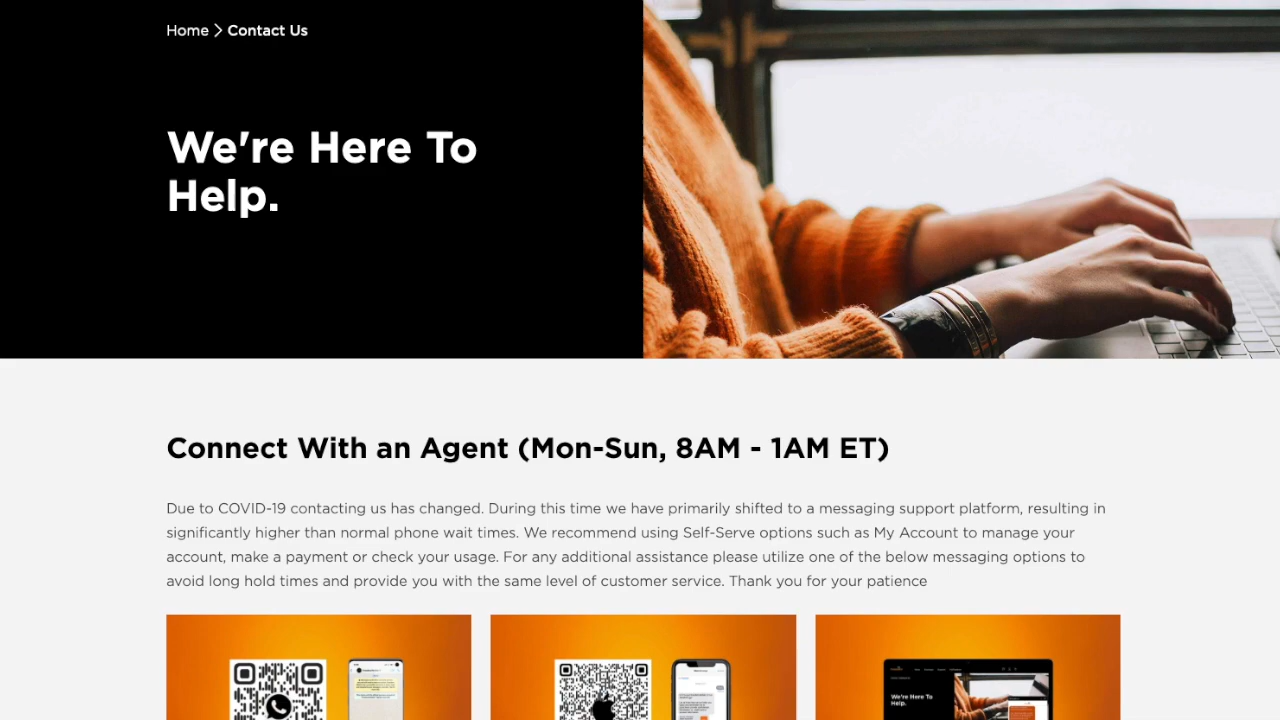 Home > Contact Us
We're Here To
Help.
Connect With an Agent (Mon-Sun, 8AM - 1AM ET)
Due to COVID-19 contacting us has changed. During this time we have primarily shifted to a messaging support platform, resulting in
significantly higher than normal phone wait times. We recommend using Self-Serve options such as My Account to manage your
account, make a payment or check your usage. For any additional assistance please utilize one of the below messaging options to
avoid long hold times and provide you with the same level of customer service. Thank you for your patience
We're Here To
Help.